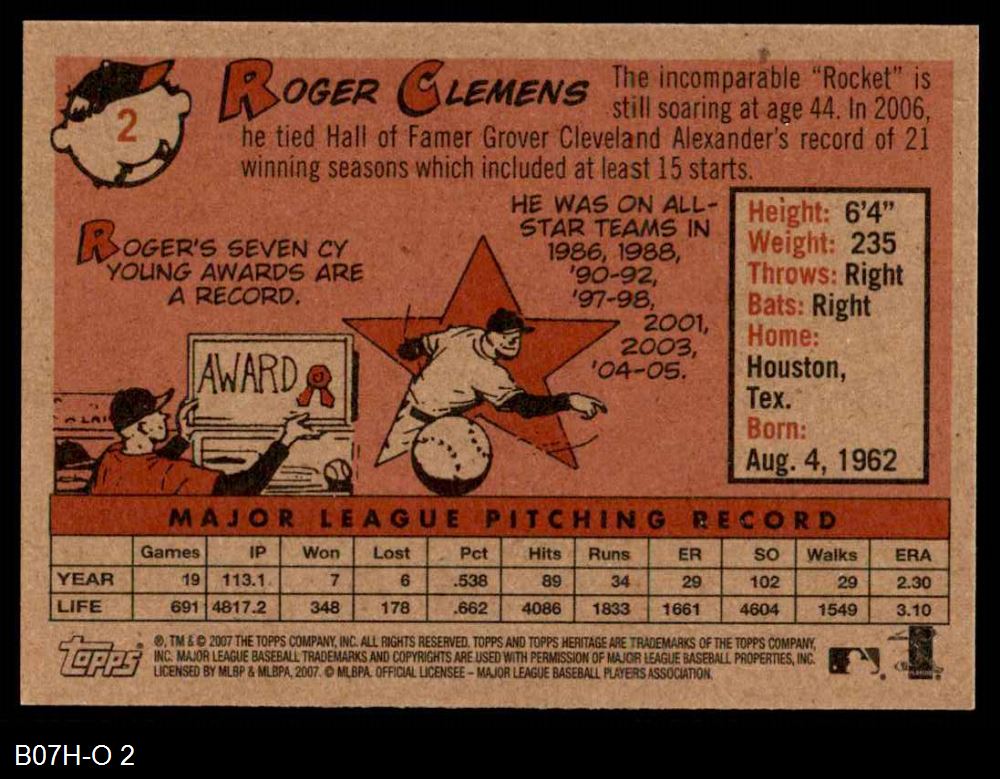 2
ROGER CLEMENS
The incomparable "Rocket" is
still soaring at age 44. In 2006,
he tied Hall of Famer Grover Cleveland Alexander's record of 21
winning seasons which included at least 15 starts.
ROGER'S SEVEN CY
YOUNG AWARDS ARE
A RECORD.
AWARD
HE WAS ON ALL-
STAR TEAMS IN
1986, 1988,
'90-92,
'97-98,
2001,
2003,
'04-05.
Height: 6'4"
Weight: 235
Throws: Right
Bats: Right
Home:
Houston,
Tex.
Born:
Aug. 4, 1962
MAJOR LEAGUE PITCHING RECORD
Games IP Won Lost Pct Hits Runs ER SO Walks ERA
YEAR 19 113.1 7 6 .538 89 34 29 102 29 2.30
LIFE 691 4817.2 348 178 .662 4086 1833 1661 4604 1549 3.10
Topps
®, TM & © 2007 THE TOPPS COMPANY, INC. ALL RIGHTS RESERVED. TOPPS AND TOPPS HERITAGE ARE TRADEMARKS OF THE TOPPS COMPANY,
INC. MAJOR LEAGUE BASEBALL TRADEMARKS AND COPYRIGHTS ARE USED WITH PERMISSION OF MAJOR LEAGUE BASEBALL PROPERTIES, INC.
LICENSED BY MLBP & MLBPA, 2007. © MLBPA. OFFICIAL LICENSEE – MAJOR LEAGUE BASEBALL PLAYERS ASSOCIATION.
B07H-O 2